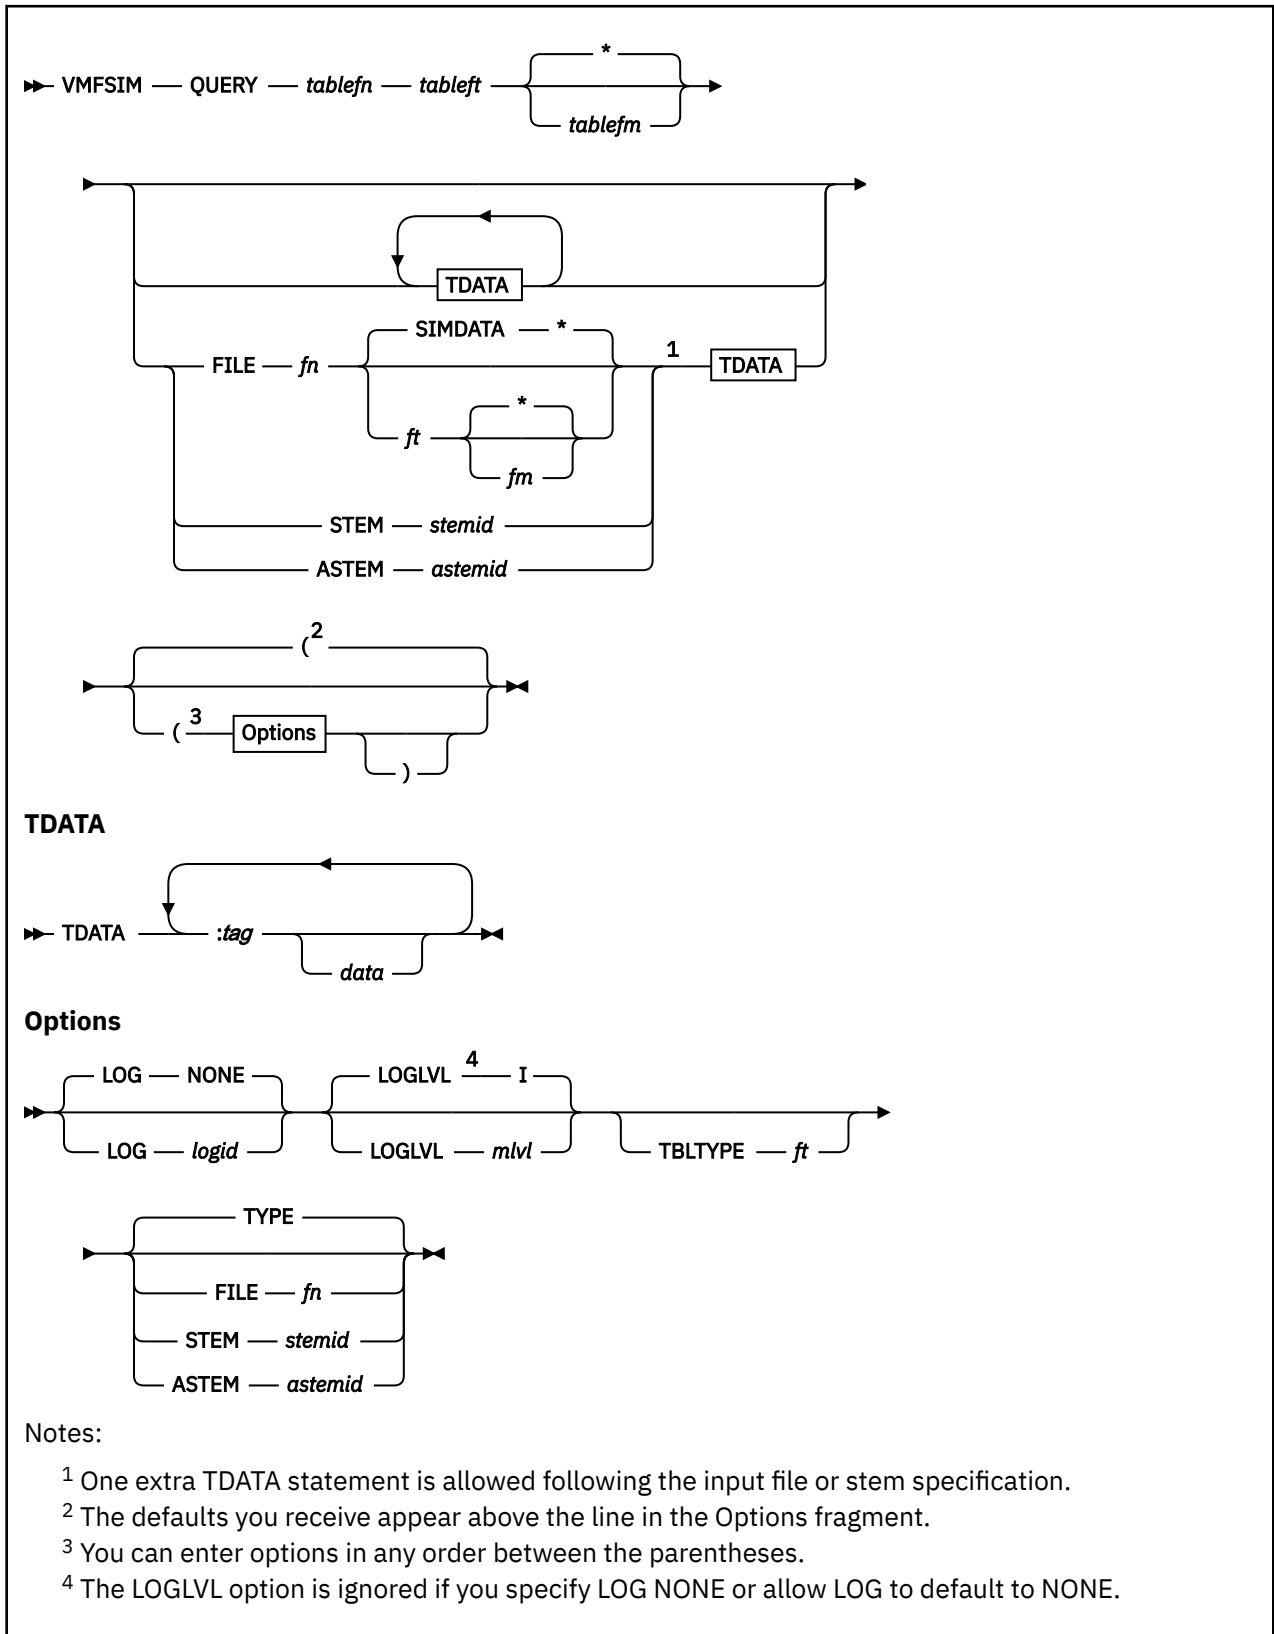 *
VMFSIM QUERY tablefn tableft
tablefm
TDATA
SIMDATA *
FILE fn 1 TDATA
*
ft
fm
STEM stemid
ASTEM astemid
( 2
( 3 Options
)
TDATA
TDATA :tag
data
Options
LOG NONE LOGLVL 4 I
LOG logid LOGLVL mlvl TBLTYPE ft
TYPE
FILE fn
STEM stemid
ASTEM astemid
Notes:
1 One extra TDATA statement is allowed following the input file or stem specification.
2 The defaults you receive appear above the line in the Options fragment.
3 You can enter options in any order between the parentheses.
4 The LOGLVL option is ignored if you specify LOG NONE or allow LOG to default to NONE.